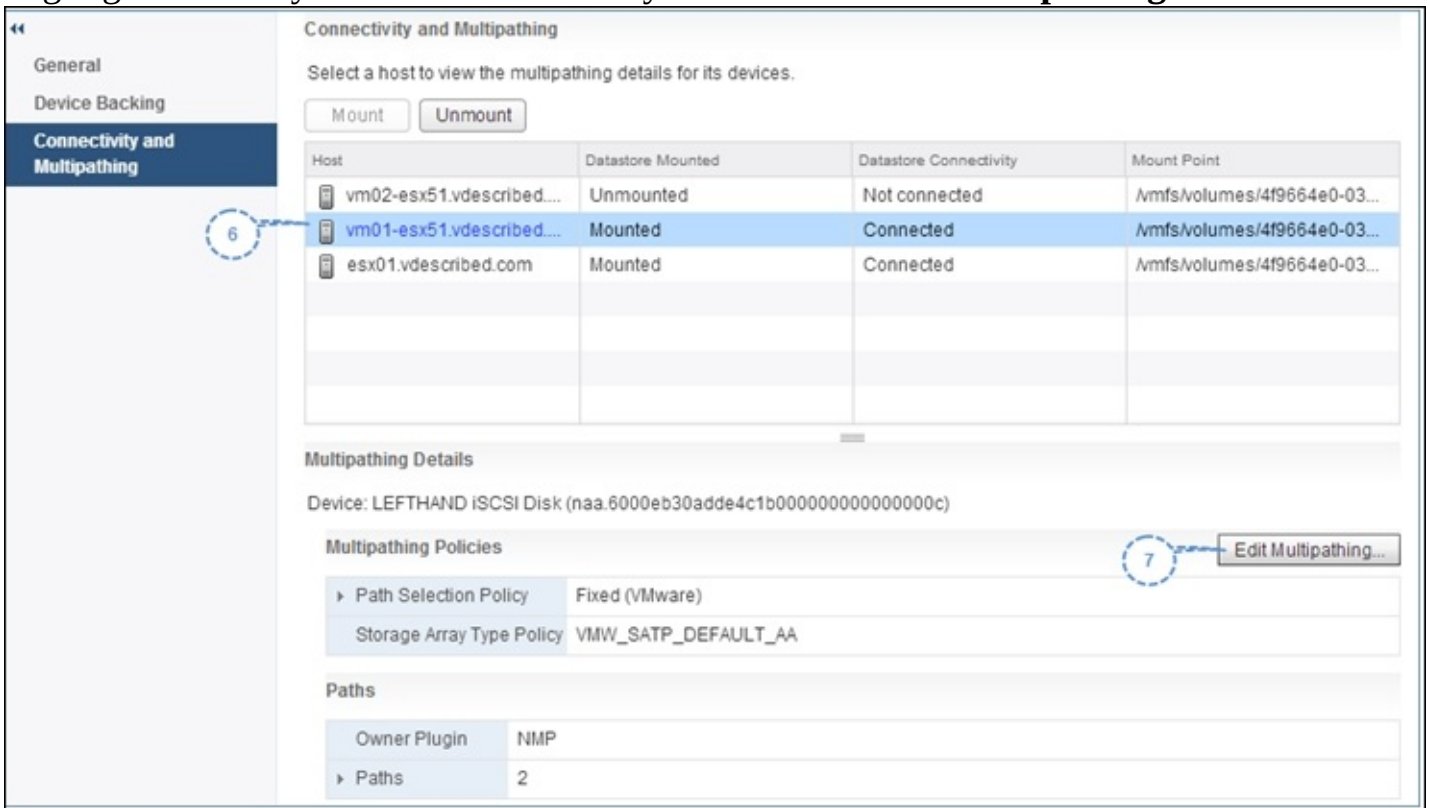 Connectivity and Multipathing
General
Select a host to view the multipathing details for its devices.
Device Backing
Mount Unmount
Connectivity and
Multipathing
Host Datastore Mounted Datastore Connectivity Mount Point
vm02-esx51.vdescribed.... Unmounted Not connected /vmfs/volumes/4f9664e0-03...
6 vm01-esx51.vdescribed.... Mounted Connected /vmfs/volumes/4f9664e0-03...
esx01.vdescribed.com Mounted Connected /vmfs/volumes/4f9664e0-03...
Multipathing Details
Device: LEFTHAND iSCSI Disk (naa.6000eb30adde4c1b000000000000000c)
Multipathing Policies 7 Edit Multipathing...
Path Selection Policy Fixed (VMware)
Storage Array Type Policy VMW_SATP_DEFAULT_AA
Paths
Owner Plugin NMP
Paths 2